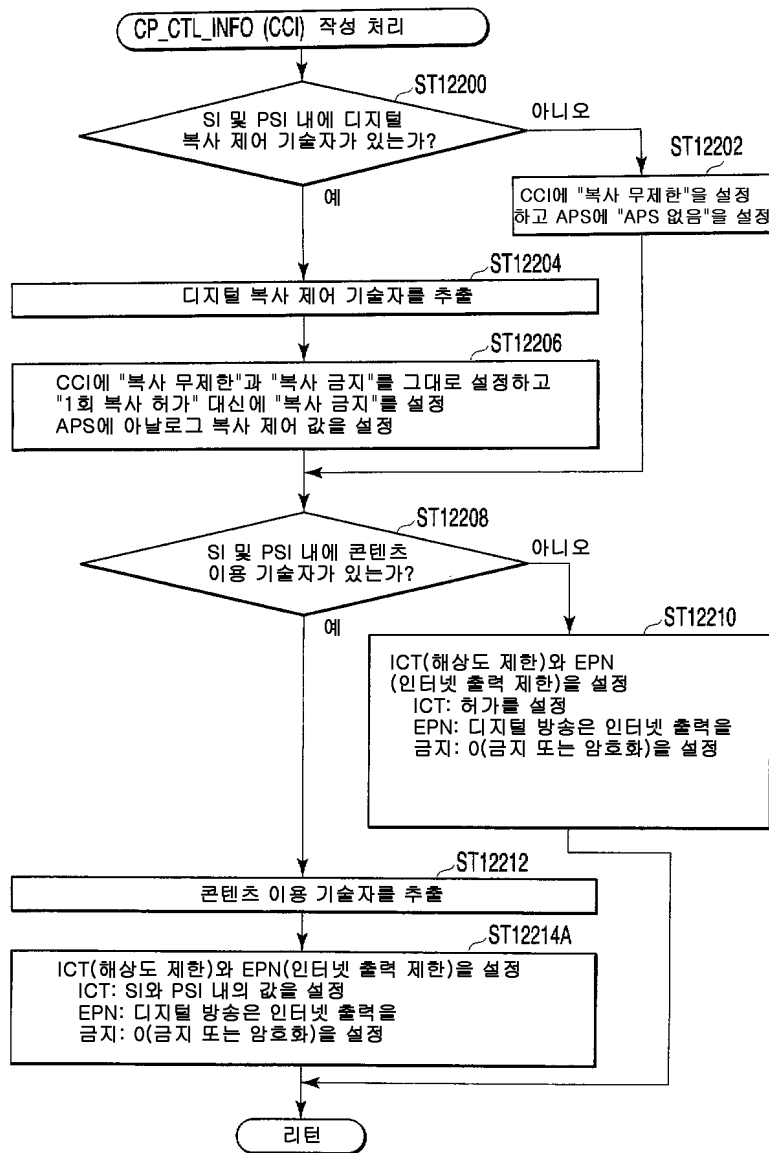 CP_CTL_INFO (CCI) 작성 처리
ST12200
SI 및 PSI 내에 디지털
복사 제어 기술자가 있는가?
아니오
예
ST12202
CCI에 "복사 무제한"을 설정
하고 APS에 "APS 없음"을 설정
ST12204
디지털 복사 제어 기술자를 추출
ST12206
CCI에 "복사 무제한"과 "복사 금지"를 그대로 설정하고
"1회 복사 허가" 대신에 "복사 금지"를 설정
APS에 아날로그 복사 제어 값을 설정
ST12208
SI 및 PSI 내에 콘텐츠
이용 기술자가 있는가?
아니오
예
ST12210
ICT(해상도 제한)와 EPN
(인터넷 출력 제한)을 설정
ICT: 허가를 설정
EPN: 디지털 방송은 인터넷 출력을
금지: 0(금지 또는 암호화)을 설정
ST12212
콘텐츠 이용 기술자를 추출
ST12214A
ICT(해상도 제한)와 EPN(인터넷 출력 제한)을 설정
ICT: SI와 PSI 내의 값을 설정
EPN: 디지털 방송은 인터넷 출력을
금지: 0(금지 또는 암호화)을 설정
리턴